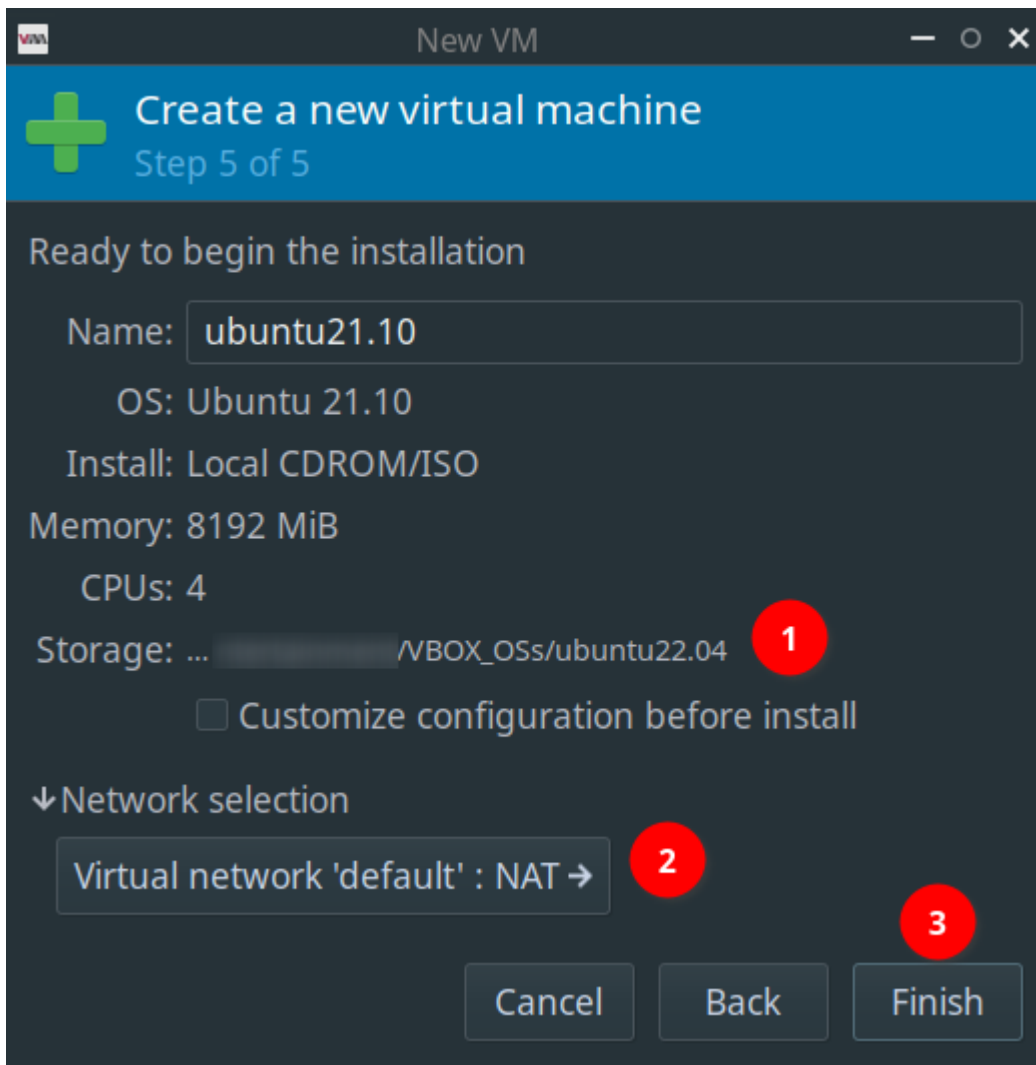 New VM
Create a new virtual machine
Step 5 of 5
Ready to begin the installation
Name: ubuntu21.10
OS: Ubuntu 21.10
Install: Local CDROM/ISO
Memory: 8192 MiB
CPUs: 4
Storage: ... /VBOX_OSs/ubuntu22.04 1
Customize configuration before install
Network selection
Virtual network 'default' : NAT → 2
3
Cancel Back Finish